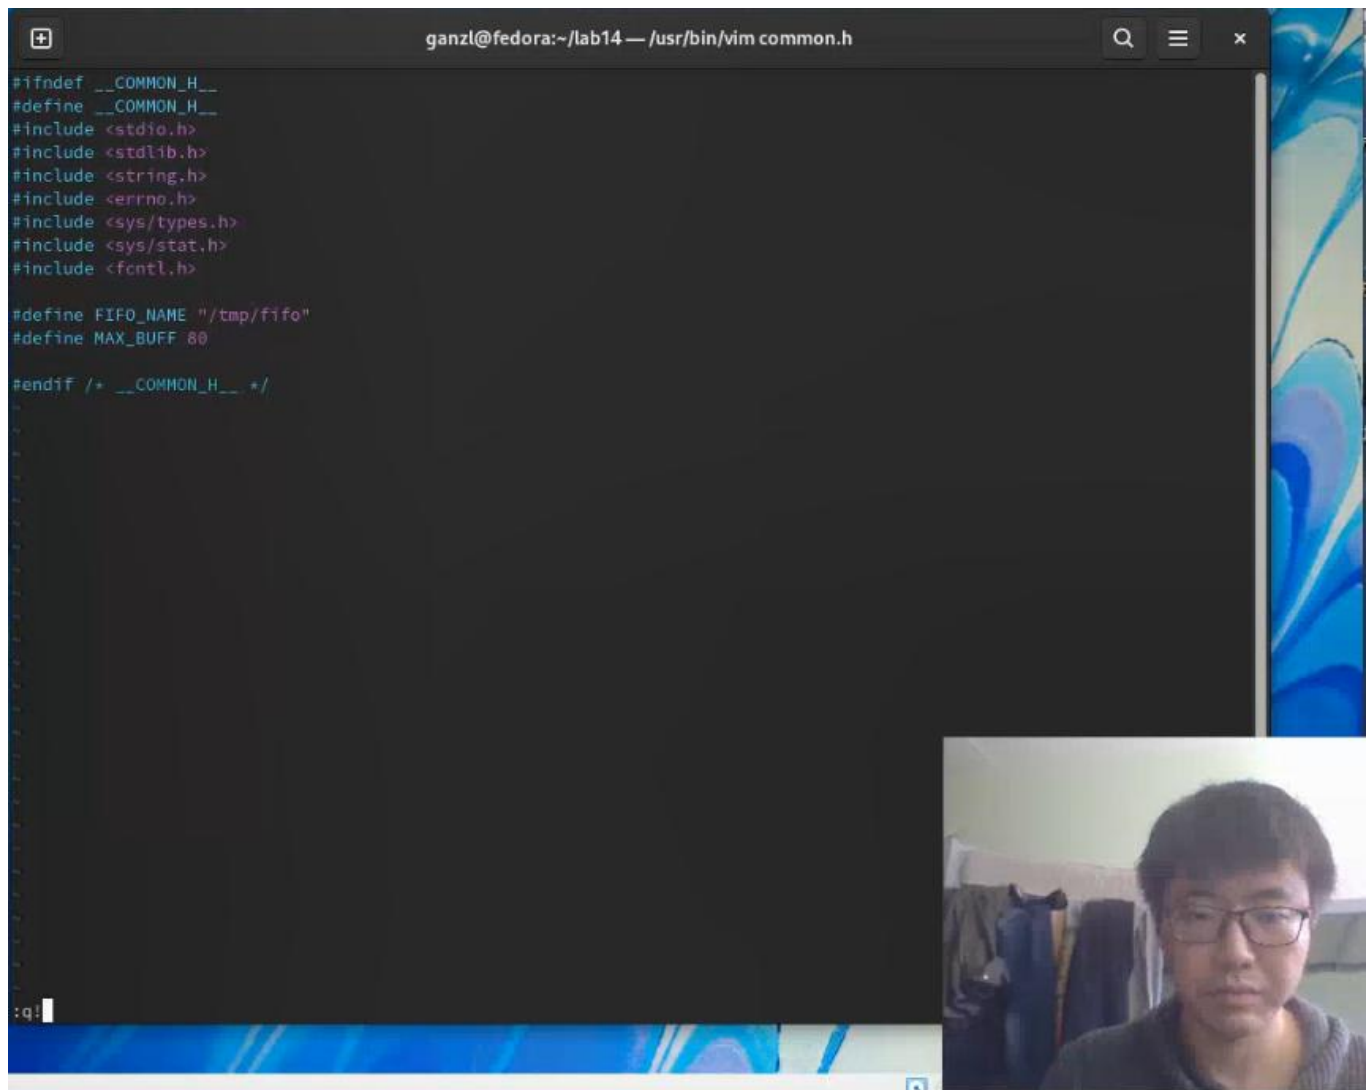 ganzl@fedora:~/lab14 — /usr/bin/vim common.h
#ifndef __COMMON_H__
#define __COMMON_H__
#include <stdio.h>
#include <stdlib.h>
#include <string.h>
#include <errno.h>
#include <sys/types.h>
#include <sys/stat.h>
#include <fcntl.h>
#define FIFO_NAME "/tmp/fifo"
#define MAX_BUFF 80
#endif /* __COMMON_H__ */
:q!